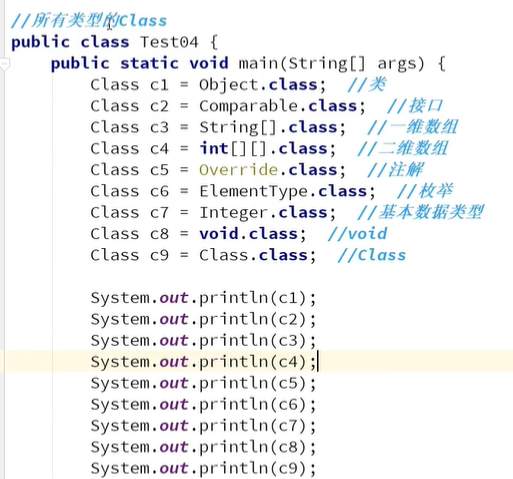 //所有类型的Class
public class Test04 {
public static void main(String[] args) {
Class c1 = Object.class; //类
Class c2 = Comparable.class; //接口
Class c3 = String[].class; //一维数组
Class c4 = int[][].class; //二维数组
Class c5 = Override.class; //注解
Class c6 = ElementType.class; //枚举
Class c7 = Integer.class; //基本数据类型
Class c8 = void.class; //void
Class c9 = Class.class; //Class
System.out.println(c1);
System.out.println(c2);
System.out.println(c3);
System.out.println(c4);
System.out.println(c5);
System.out.println(c6);
System.out.println(c7);
System.out.println(c8);
System.out.println(c9);